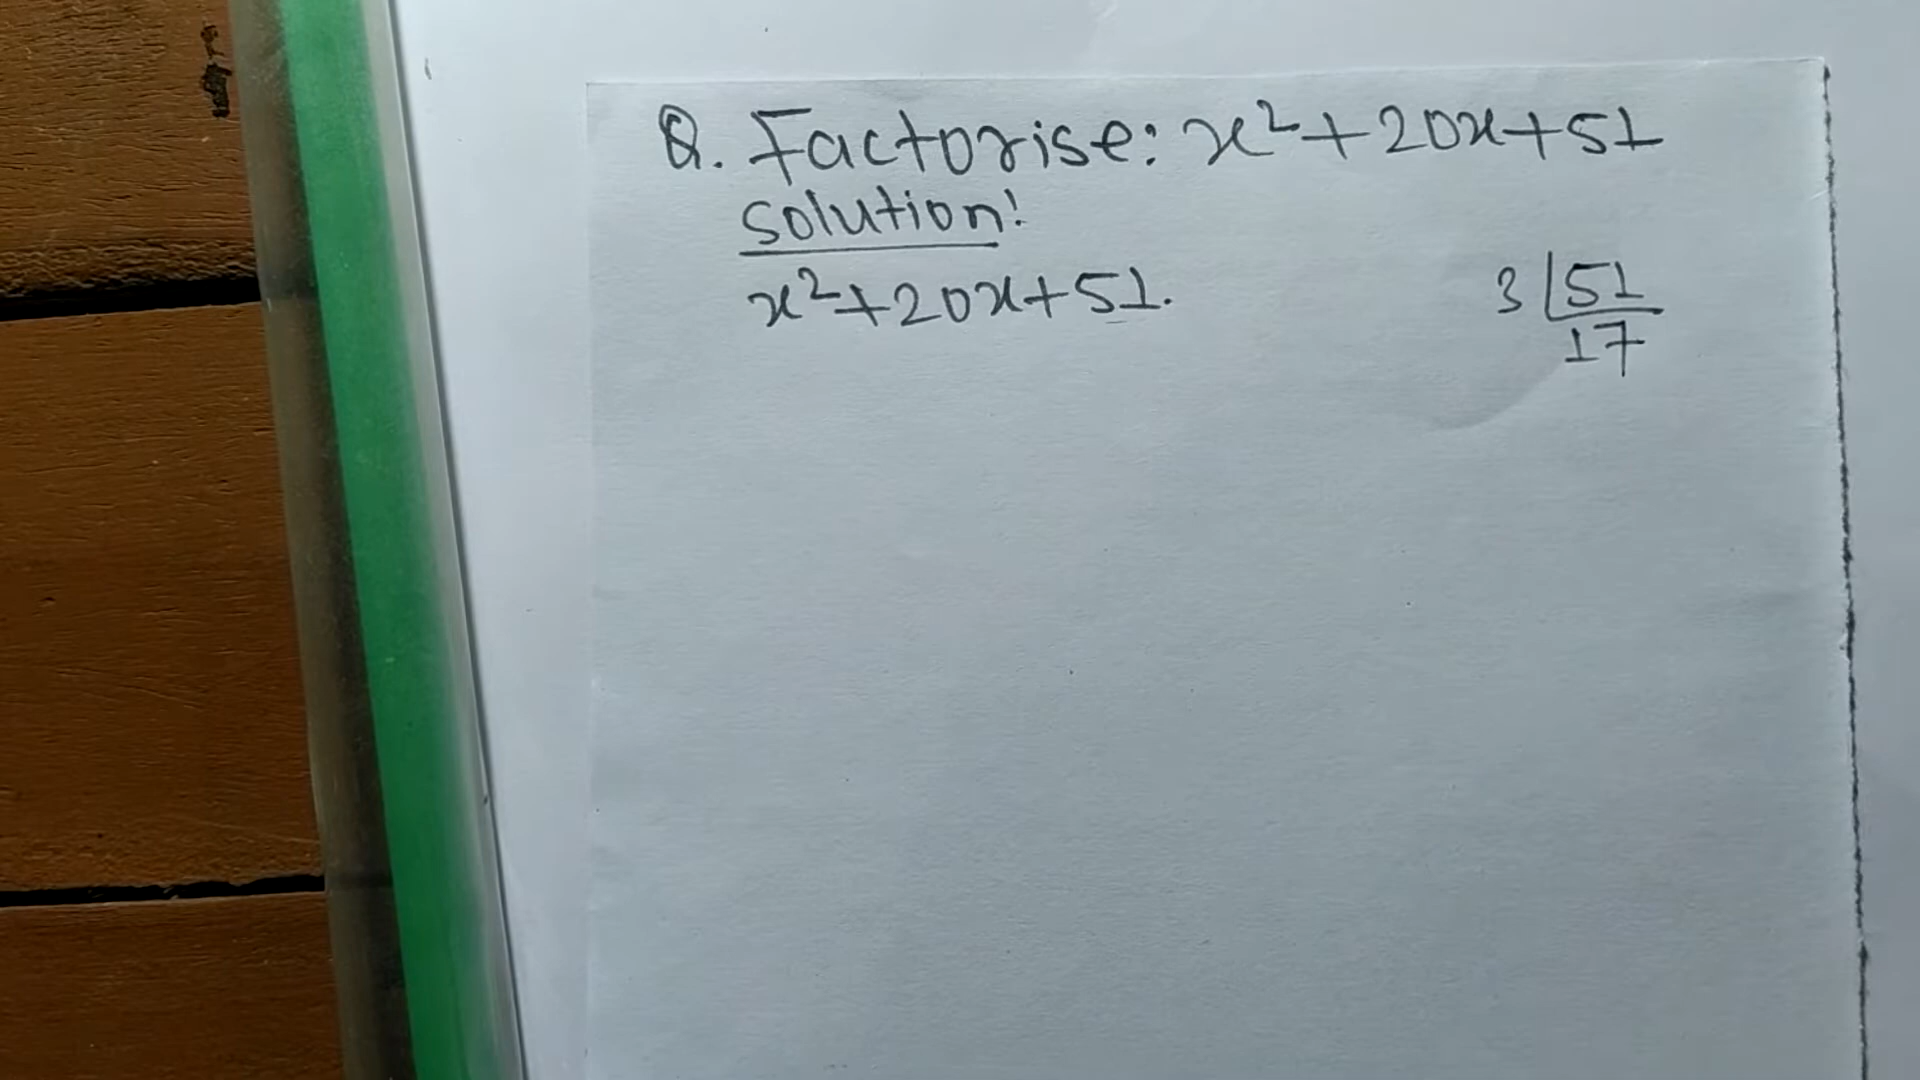 Q. Factorise: x²+20x+51
Solution:
x²+20x+51.
3 | 51
17